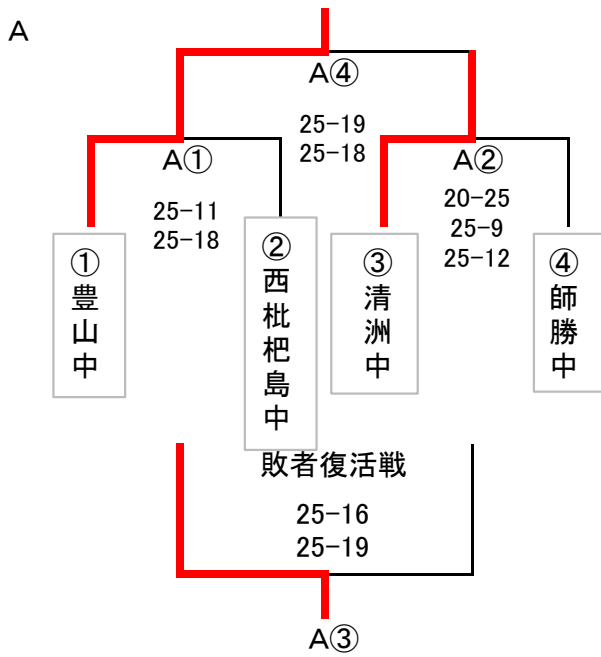 A
A④
25-19
25-18
A①
25-11
25-18
A②
20-25
25-9
25-12
①豊山中
②西枇杷島中
③清洲中
④師勝中
敗者復活戦
25-16
25-19
A③